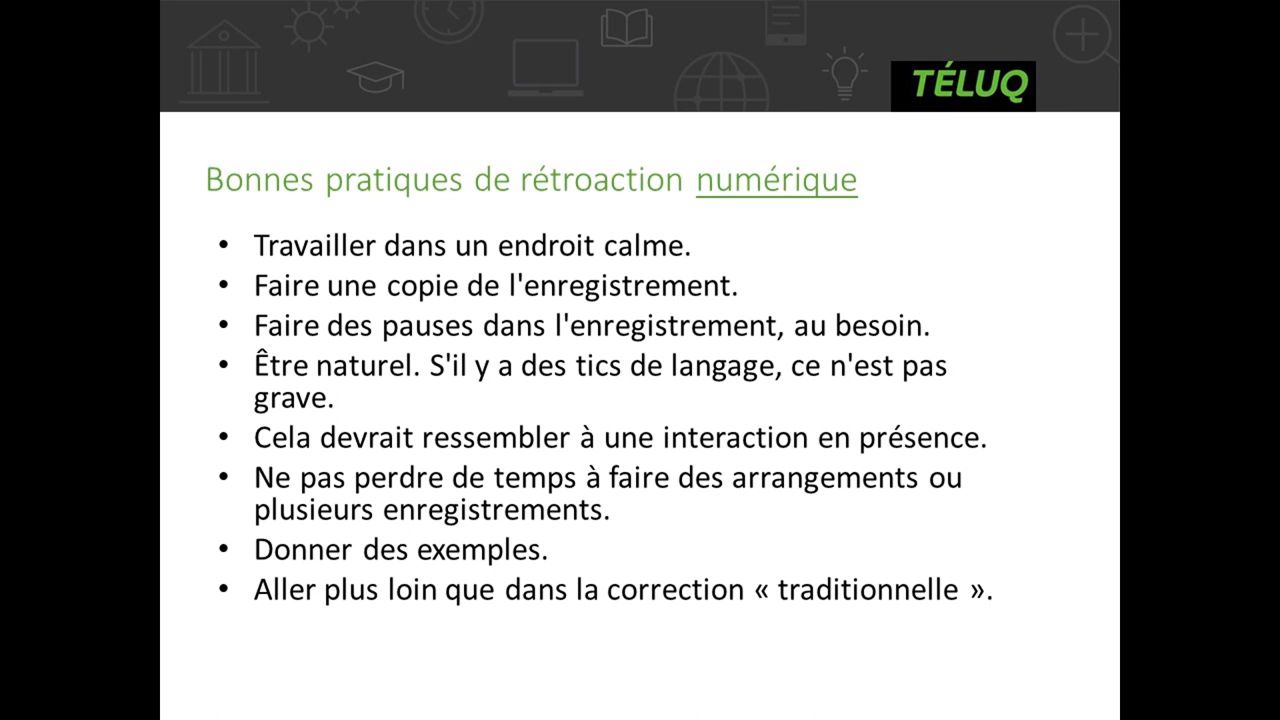 TÉLUQ
Bonnes pratiques de rétroaction numérique
• Travailler dans un endroit calme.
• Faire une copie de l'enregistrement.
• Faire des pauses dans l'enregistrement, au besoin.
• Être naturel. S'il y a des tics de langage, ce n'est pas
grave.
• Cela devrait ressembler à une interaction en présence.
• Ne pas perdre de temps à faire des arrangements ou
plusieurs enregistrements.
• Donner des exemples.
• Aller plus loin que dans la correction « traditionnelle ».